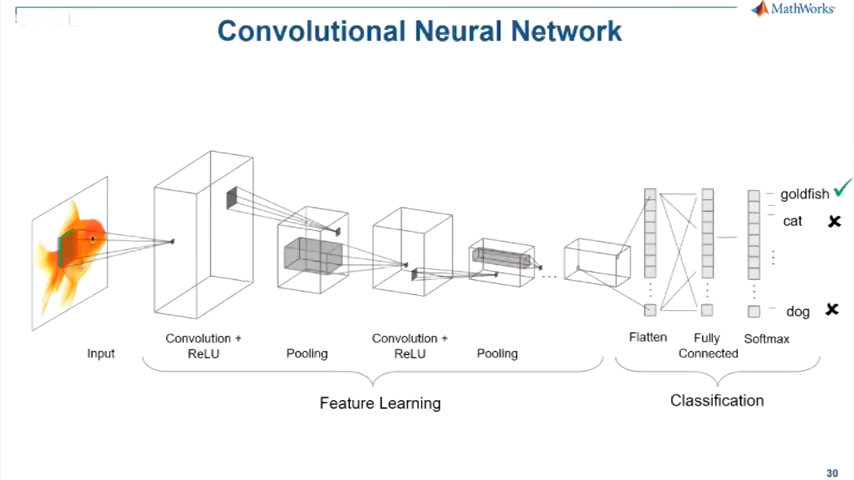 MathWorks®
Convolutional Neural Network
goldfish
cat
dog
Input
Convolution +
ReLU
Pooling
Convolution +
ReLU
Pooling
Flatten
Fully
Connected
Softmax
Feature Learning
Classification
30